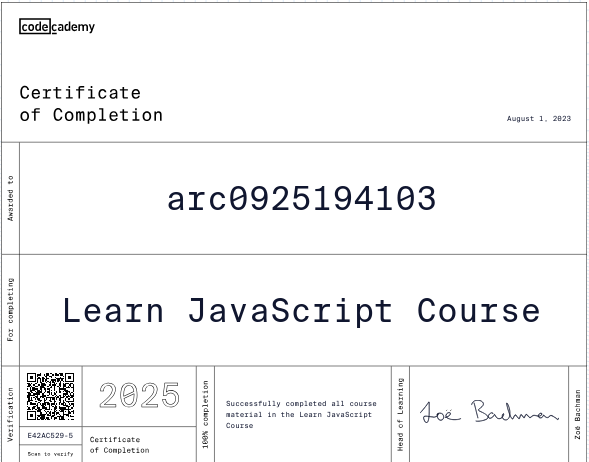 codecademy
Certificate
of Completion
August 1, 2023
Awarded to
arc0925194103
For completing
Learn JavaScript Course
Verification
E42AC529-5
Scan to verify
2025
Certificate
of Completion
100% completion
Successfully completed all course
material in the Learn JavaScript
Course
Head of Learning
Zoë Bachman
Zoë Bachman